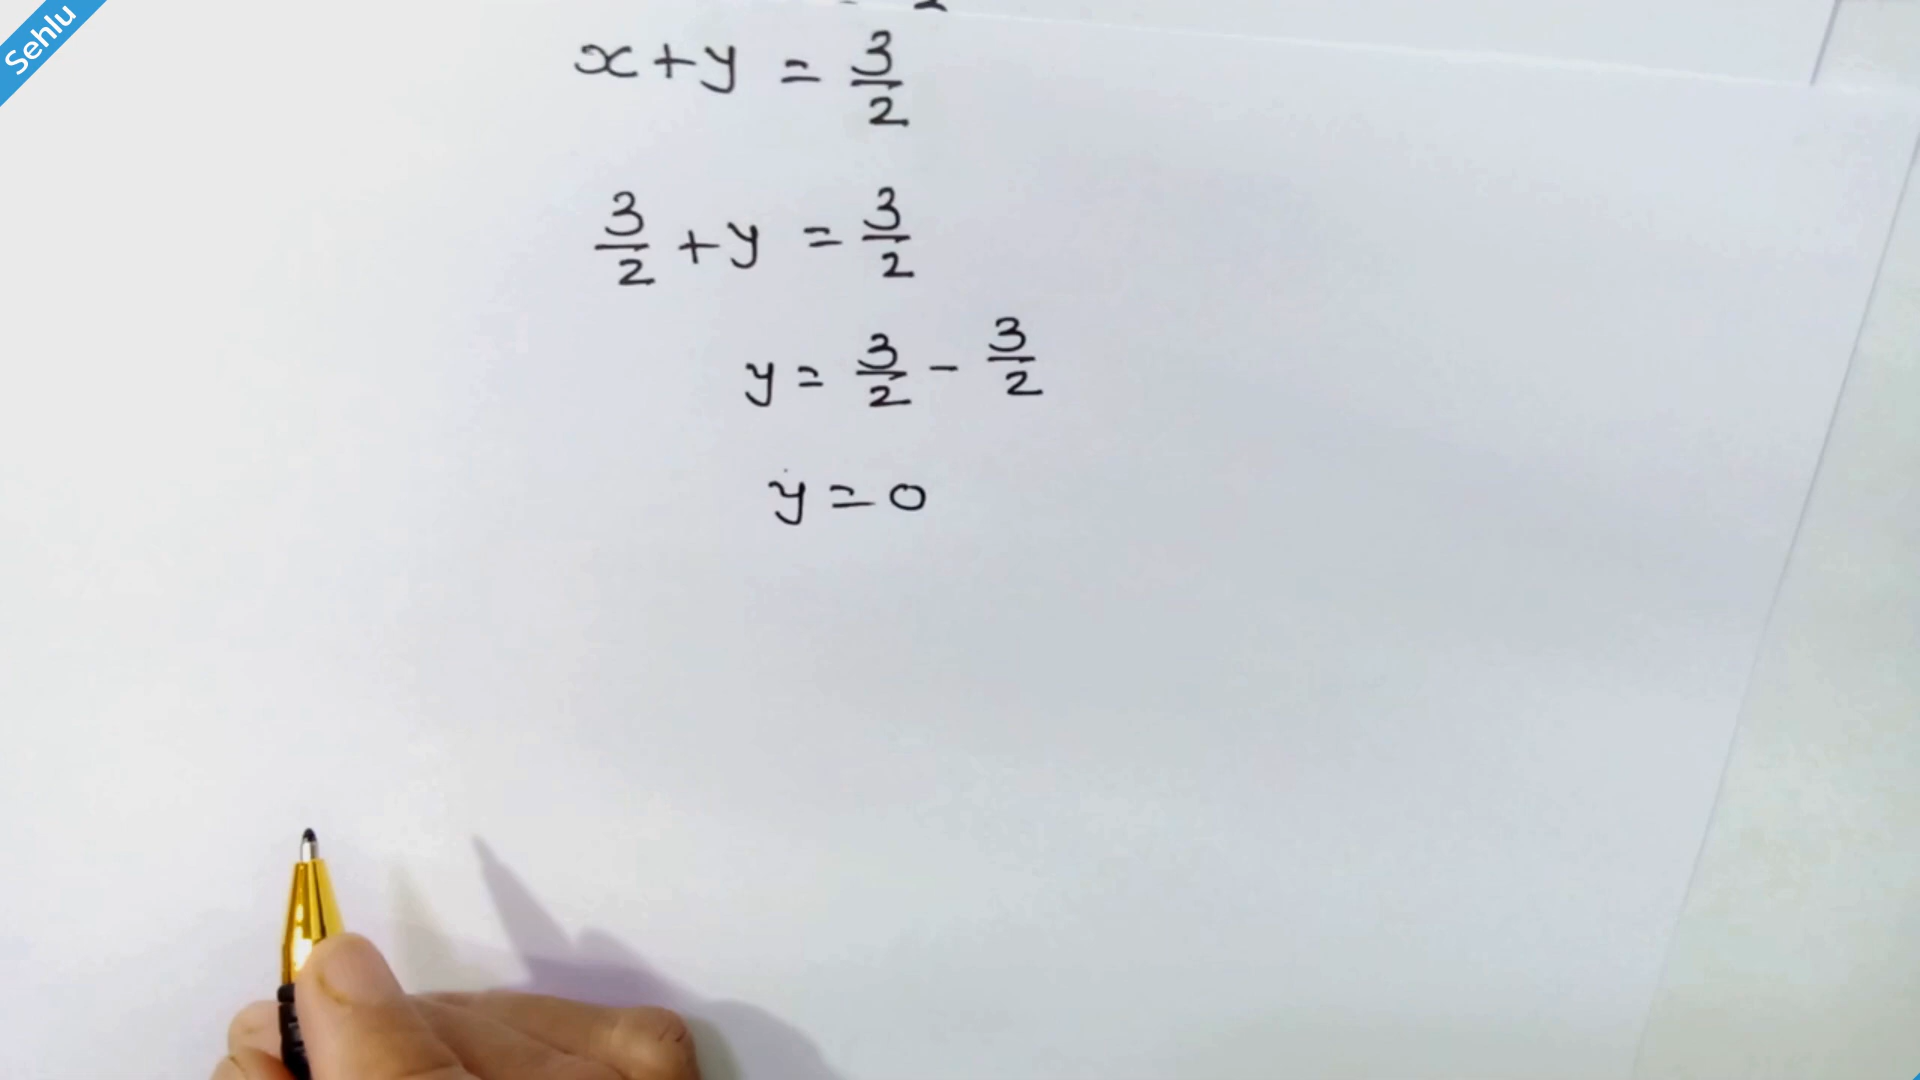 Sehlu
x+y = 3/2
3/2 +y = 3/2
y = 3/2 - 3/2
y = 0